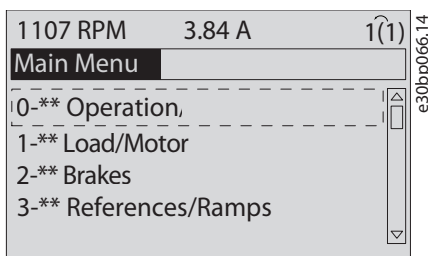 1107 RPM 3.84 A 1(1)
Main Menu
0-** Operation,
1-** Load/Motor
2-** Brakes
3-** References/Ramps
e30bp066.14